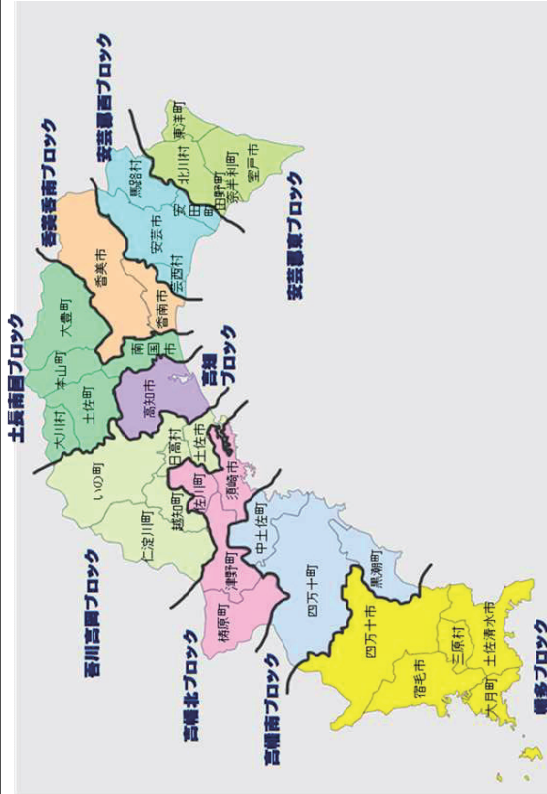 土長南国ブロック
大川村
本山町
大豊町
土佐町
南国市
吾川高岡ブロック
いの町
仁淀川町
越知町
日高村
土佐市
香美香南ブロック
香美市
香南市
安芸郡西ブロック
馬路村
安芸市
安田町
芸西村
高知市
高知
ブロック
東洋町
北川村
田野町
奈半利町
室戸市
安芸郡東ブロック
高幡北ブロック
梼原町
津野町
佐川町
須崎市
高幡南ブロック
四万十町
中土佐町
黒潮町
四万十市
宿毛市
三原村
大月町
土佐清水市
幡多ブロック